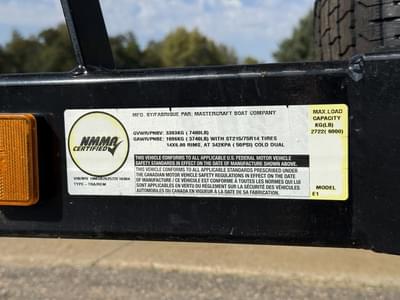 MFG. BY/FABRIQUE PAR: MASTERCRAFT BOAT COMPANY
GVWR/PNBV: 3393KG (7480LB)
GAWR/PNBE: 1696KG (3740LB) WITH ST215/75R14 TIRES
14X6.00 RIMS, AT 342KPA (50PSI) COLD DUAL
MAX.LOAD
CAPACITY
KG(LB)
2722(6000)
NMMA
CERTIFIED
THIS VEHICLE CONFORMS TO ALL APPLICABLE U.S. FEDERAL MOTOR VEHICLE
SAFETY STANDARDS IN EFFECT ON THE DATE OF MANUFACTURE SHOWN ABOVE.
THIS VEHICLE CONFORMS TO ALL APPLICABLE STANDARDS PRESCRIBED UNDER
THE CANADIAN MOTOR VEHICLE SAFETY REGULATIONS IN EFFECT ON THE DATE
OF MANUFACTURE / CE VEHICULE EST CONFORME A TOUTES LES NORMES QUI
LUI SONT APPLICABLES EN VERTU DU RÈGLEMENT SUR LA SÉCURITÉ DES VÉHICULES
AUTOMOBILES DU CANADA EN VIGUEUR A LA DATE DE SA FABRICATION.
TYPE: TRA/REM
MODEL
E1